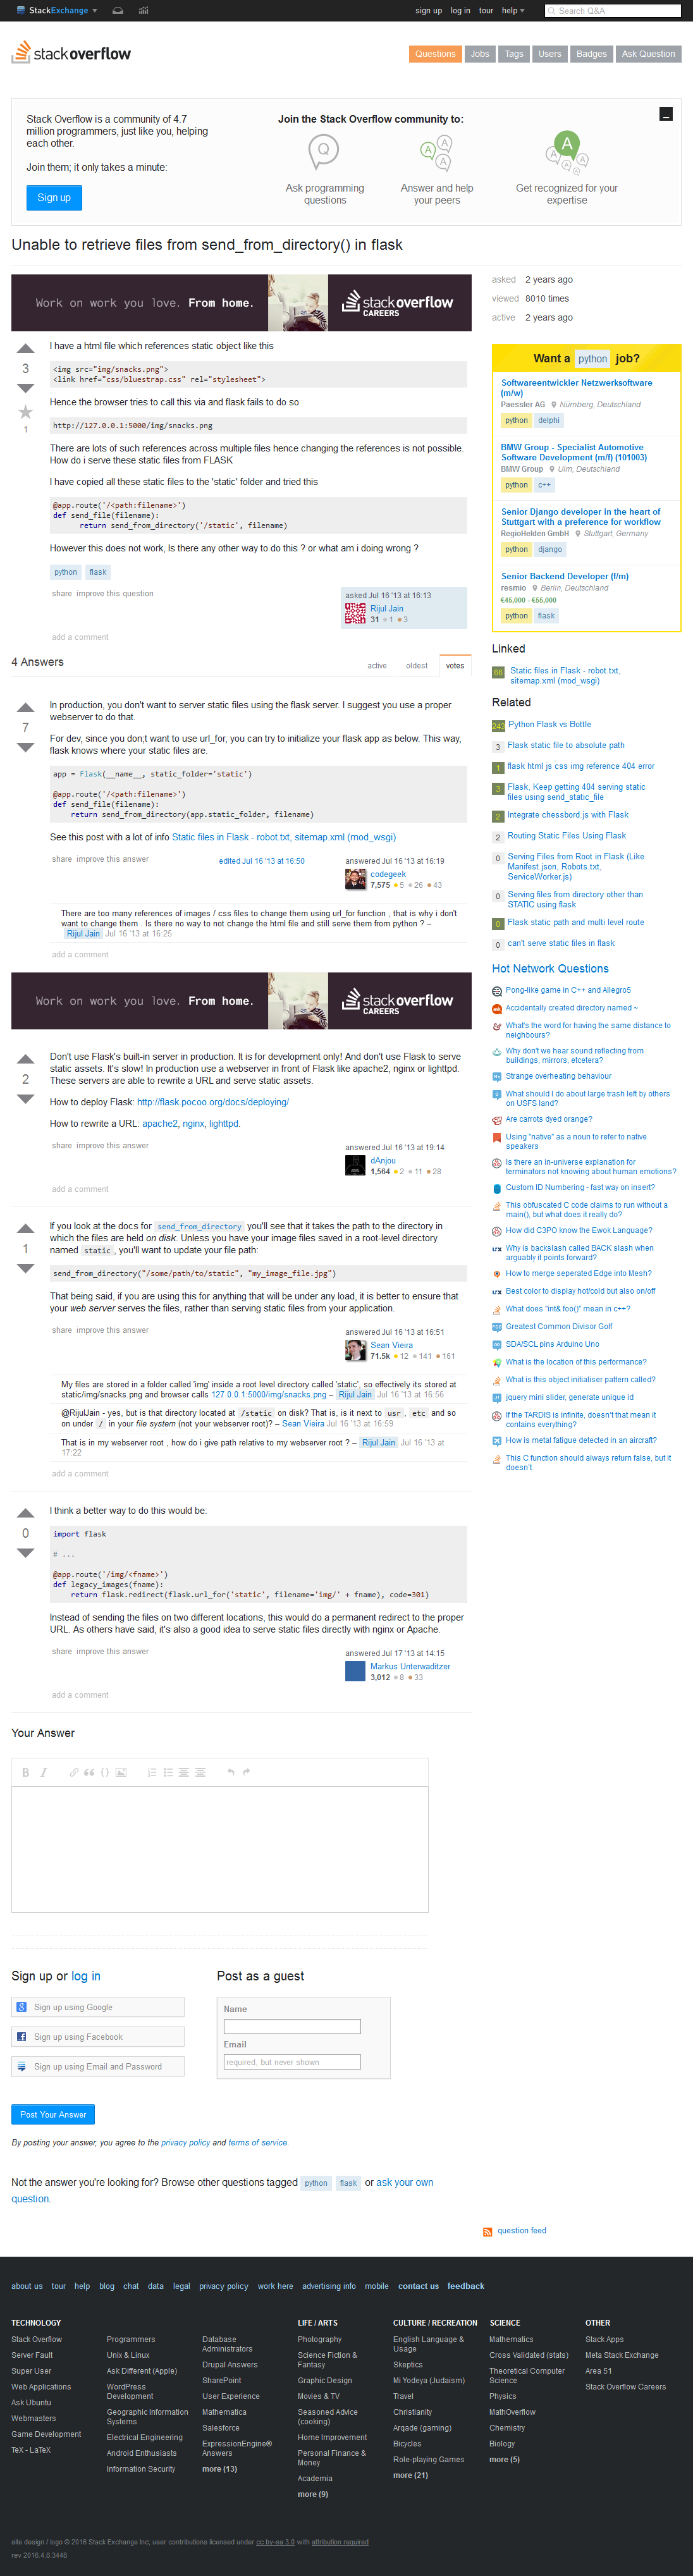 StackExchange
sign up log in tour help
Search Q&A
stackoverflow
Questions Jobs Tags Users Badges Ask Question
Stack Overflow is a community of 4.7
million programmers, just like you, helping
each other.
Join them; it only takes a minute:
Sign up
Join the Stack Overflow community to:
Q
Ask programming
questions
A
A
A
Answer and help
your peers
A
A
A
A
A
Get recognized for your
expertise
Unable to retrieve files from send_from_directory() in flask
Work on work you love. From home.
stackoverflow
CAREERS
3
1
I have a html file which references static object like this
<img src="img/snacks.png">
<link href="css/bluestrap.css" rel="stylesheet">
Hence the browser tries to call this via and flask fails to do so
http://127.0.0.1:5000/img/snacks.png
There are lots of such references across multiple files hence changing the references is not possible.
How do i serve these static files from FLASK
I have copied all these static files to the 'static' folder and tried this
@app.route('/<path:filename>')
def send_file(filename):
return send_from_directory('/static', filename)
However this does not work, Is there any other way to do this ? or what am i doing wrong ?
python flask
share improve this question
asked Jul 16 '13 at 16:13
Rijul Jain
31 1 3
add a comment
4 Answers
active oldest votes
7
In production, you don't want to server static files using the flask server. I suggest you use a proper
webserver to do that.
For dev, since you don;t want to use url_for, you can try to initialize your flask app as below. This way,
flask knows where your static files are.
app = Flask(__name__, static_folder='static')
@app.route('/<path:filename>')
def send_file(filename):
return send_from_directory(app.static_folder, filename)
See this post with a lot of info Static files in Flask - robot.txt, sitemap.xml (mod_wsgi)
share improve this answer
edited Jul 16 '13 at 16:50
answered Jul 16 '13 at 16:19
codegeek
7,575 5 26 43
There are too many references of images / css files to change them using url_for function , that is why i don't
want to change them . Is there no way to not change the html file and still serve them from python ? –
Rijul Jain Jul 16 '13 at 16:25
add a comment
Work on work you love. From home.
stackoverflow
CAREERS
2
Don't use Flask's built-in server in production. It is for development only! And don't use Flask to serve
static assets. It's slow! In production use a webserver in front of Flask like apache2, nginx or lighttpd.
These servers are able to rewrite a URL and serve static assets.
How to deploy Flask: http://flask.pocoo.org/docs/deploying/
How to rewrite a URL: apache2, nginx, lighttpd.
share improve this answer
answered Jul 16 '13 at 19:14
dAnjou
1,564 2 11 28
add a comment
1
If you look at the docs for send_from_directory you'll see that it takes the path to the directory in
which the files are held on disk. Unless you have your image files saved in a root-level directory
named static , you'll want to update your file path:
send_from_directory("/some/path/to/static", "my_image_file.jpg")
That being said, if you are using this for anything that will be under any load, it is better to ensure that
your web server serves the files, rather than serving static files from your application.
share improve this answer
answered Jul 16 '13 at 16:51
Sean Vieira
71.5k 12 141 161
My files are stored in a folder called 'img' inside a root level directory called 'static', so effectively its stored at
static/img/snacks.png and browser calls 127.0.0.1:5000/img/snacks.png – Rijul Jain Jul 16 '13 at 16:56
@RijulJain - yes, but is that directory located at /static on disk? That is, is it next to usr , etc and so
on under / in your file system (not your webserver root)? – Sean Vieira Jul 16 '13 at 16:59
That is in my webserver root , how do i give path relative to my webserver root ? – Rijul Jain Jul 16 '13 at
17:22
add a comment
0
I think a better way to do this would be:
import flask
# ...
@app.route('/img/<fname>')
def legacy_images(fname):
return flask.redirect(flask.url_for('static', filename='img/' + fname), code=301)
Instead of sending the files on two different locations, this would do a permanent redirect to the proper
URL. As others have said, it's also a good idea to serve static files directly with nginx or Apache.
share improve this answer
answered Jul 17 '13 at 14:15
Markus Unterwaditzer
3,012 8 33
add a comment
Your Answer
B I
Sign up or log in
Sign up using Google
Sign up using Facebook
Sign up using Email and Password
Post as a guest
Name
Email
required, but never shown
Post Your Answer
By posting your answer, you agree to the privacy policy and terms of service.
Not the answer you're looking for? Browse other questions tagged python flask or ask your own
question.
asked 2 years ago
viewed 8010 times
active 2 years ago
Want a python job?
Softwareentwickler Netzwerksoftware
(m/w)
Paessler AG Nürnberg, Deutschland
python delphi
BMW Group - Specialist Automotive
Software Development (m/f) (101003)
BMW Group Ulm, Deutschland
python c++
Senior Django developer in the heart of
Stuttgart with a preference for workflow
RegioHelden GmbH Stuttgart, Germany
python django
Senior Backend Developer (f/m)
resmio Berlin, Deutschland
€45,000 - €55,000
python flask
Linked
66 Static files in Flask - robot.txt,
sitemap.xml (mod_wsgi)
Related
243 Python Flask vs Bottle
3 Flask static file to absolute path
1 flask html js css img reference 404 error
3 Flask, Keep getting 404 serving static
files using send_static_file
2 Integrate chessbord.js with Flask
2 Routing Static Files Using Flask
0 Serving Files from Root in Flask (Like
Manifest.json, Robots.txt,
ServiceWorker.js)
0 Serving files from directory other than
STATIC using flask
0 Flask static path and multi level route
0 can't serve static files in flask
Hot Network Questions
Pong-like game in C++ and Allegro5
Accidentally created directory named ~
What's the word for having the same distance to
neighbours?
Why don't we hear sound reflecting from
buildings, mirrors, etcetera?
Strange overheating behaviour
What should I do about large trash left by others
on USFS land?
Are carrots dyed orange?
Using "native" as a noun to refer to native
speakers
Is there an in-universe explanation for
terminators not knowing about human emotions?
Custom ID Numbering - fast way on insert?
This obfuscated C code claims to run without a
main(), but what does it really do?
How did C3PO know the Ewok Language?
Why is backslash called BACK slash when
arguably it points forward?
How to merge seperated Edge into Mesh?
Best color to display hot/cold but also on/off
What does "int& foo()" mean in c++?
Greatest Common Divisor Golf
SDA/SCL pins Arduino Uno
What is the location of this performance?
What is this object initialiser pattern called?
jquery mini slider, generate unique id
If the TARDIS is infinite, doesn't that mean it
contains everything?
How is metal fatigue detected in an aircraft?
This C function should always return false, but it
doesn't
question feed
about us tour help blog chat data legal privacy policy work here advertising info mobile contact us feedback
TECHNOLOGY
Stack Overflow
Server Fault
Super User
Web Applications
Ask Ubuntu
Webmasters
Game Development
TeX - LaTeX
Programmers
Unix & Linux
Ask Different (Apple)
WordPress
Development
Geographic Information
Systems
Electrical Engineering
Android Enthusiasts
Information Security
Database
Administrators
Drupal Answers
SharePoint
User Experience
Mathematica
Salesforce
ExpressionEngine®
Answers
more (13)
LIFE / ARTS
Photography
Science Fiction &
Fantasy
Graphic Design
Movies & TV
Seasoned Advice
(cooking)
Home Improvement
Personal Finance &
Money
Academia
more (9)
CULTURE / RECREATION
English Language &
Usage
Skeptics
Mi Yodeya (Judaism)
Travel
Christianity
Arqade (gaming)
Bicycles
Role-playing Games
more (21)
SCIENCE
Mathematics
Cross Validated (stats)
Theoretical Computer
Science
Physics
MathOverflow
Chemistry
Biology
more (5)
OTHER
Stack Apps
Meta Stack Exchange
Area 51
Stack Overflow Careers
site design / logo © 2016 Stack Exchange Inc; user contributions licensed under cc by-sa 3.0 with attribution required
rev 2016.4.8.3448